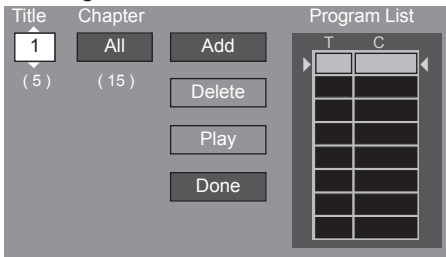 Title Chapter Program List
1 All Add T C
( 5 ) ( 15 )
Delete
Play
Done